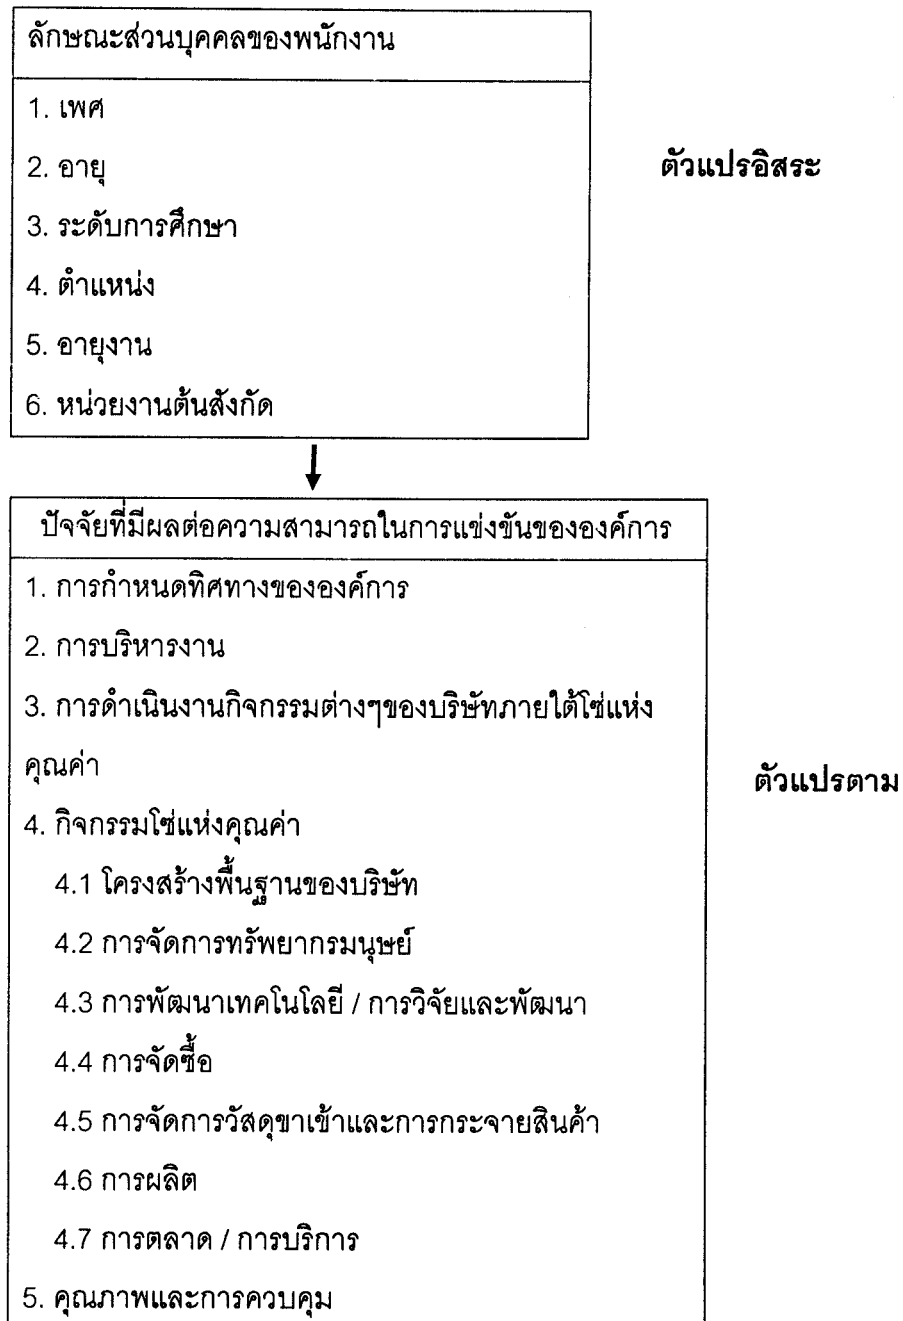 ลักษณะส่วนบุคคลของพนักงาน
1. เพศ
2. อายุ
ตัวแปรอิสระ
3. ระดับการศึกษา
4. ตำแหน่ง
5. อายุงาน
6. หน่วยงานต้นสังกัด
ปัจจัยที่มีผลต่อความสามารถในการแข่งขันขององค์การ
1. การกำหนดทิศทางขององค์การ
2. การบริหารงาน
3. การดำเนินงานกิจกรรมต่างๆของบริษัทภายใต้โซ่แห่ง
คุณค่า
ตัวแปรตาม
4. กิจกรรมโซ่แห่งคุณค่า
4.1 โครงสร้างพื้นฐานของบริษัท
4.2 การจัดการทรัพยากรมนุษย์
4.3 การพัฒนาเทคโนโลยี / การวิจัยและพัฒนา
4.4 การจัดซื้อ
4.5 การจัดการวัสดุขาเข้าและการกระจายสินค้า
4.6 การผลิต
4.7 การตลาด / การบริการ
5. คุณภาพและการควบคุม